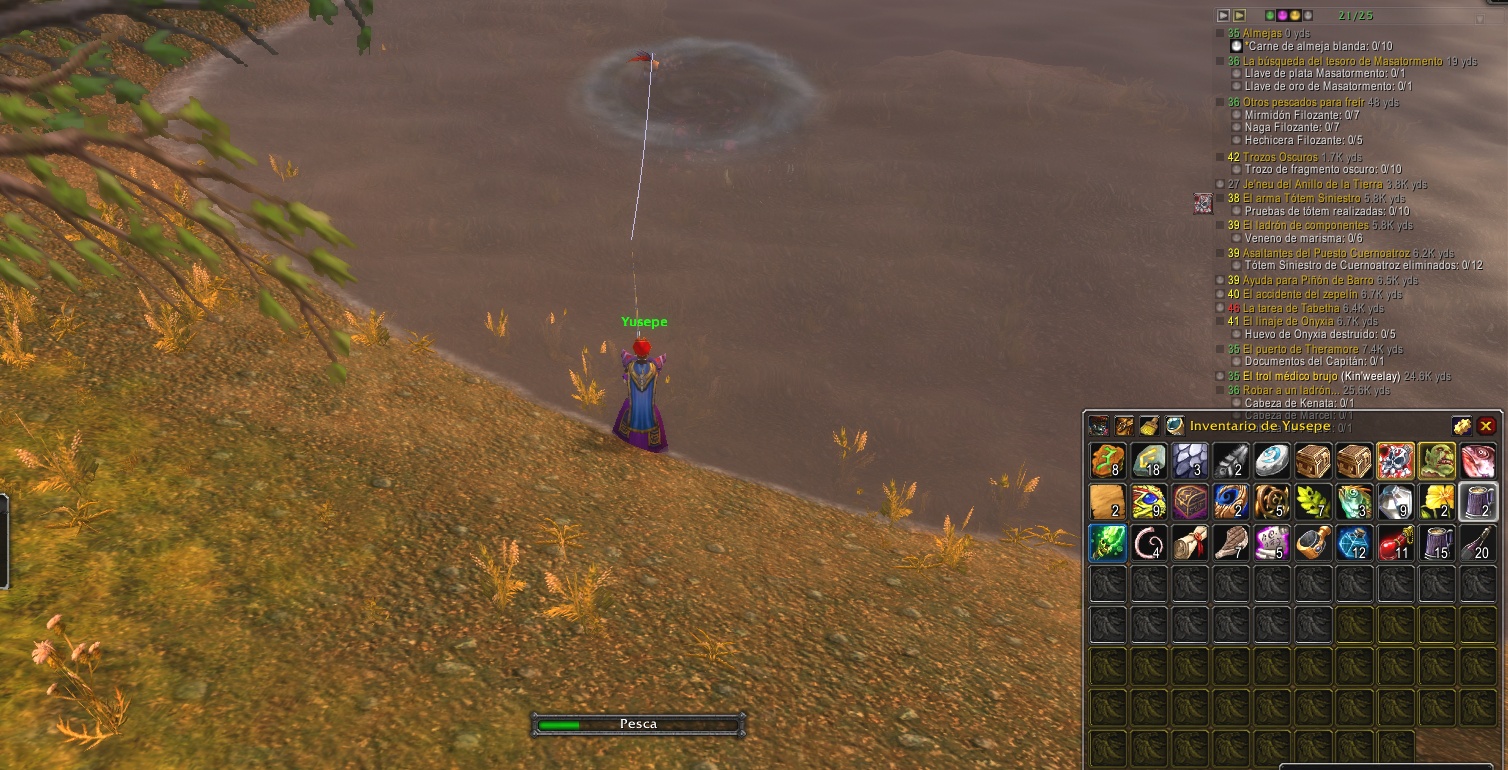 21/25
35 Almejas 0 yds
*Carne de almeja blanda: 0/10
36 La búsqueda del tesoro de Masatormento 19 yds
Llave de plata Masatormento: 0/1
Llave de oro de Masatormento: 0/1
36 Otros pescados para freír 48 yds
Mirmidón Filozante: 0/7
Naga Filozante: 0/7
Hechicera Filozante: 0/5
42 Trozos Oscuros 1.7K yds
Trozo de fragmento oscuro: 0/10
27 Je'neu del Anillo de la Tierra 3.8K yds
38 El arma Tótem Siniestro 5.8K yds
Pruebas de tótem realizadas: 0/10
39 El ladrón de componentes 5.8K yds
Veneno de marisma: 0/6
39 Asaltantes del Puesto Cuernoatroz 6.2K yds
Tótem Siniestro de Cuernoatroz eliminados: 0/12
39 Ayuda para Piñón de Barro 6.5K yds
40 El accidente del zepelín 6.7K yds
46 La tarea de Tabetha 6.4K yds
41 El linaje de Onyxia 6.7K yds
Huevo de Onyxia destruido: 0/5
35 El puerto de Theramore 7.4K yds
Documentos del Capitán: 0/1
35 El trol médico brujo (Kin'weelay) 24.6K yds
36 Robar a un ladrón... 25.6K yds
Cabeza de Kenata: 0/1
Cabeza de Marcel: 0/1
: 0/1
Yusepe
Inventario de Yusepe
8 18 3 2
2 9 2 5 7 3 9 2 2
4 7 5 12 11 15 20
Pesca